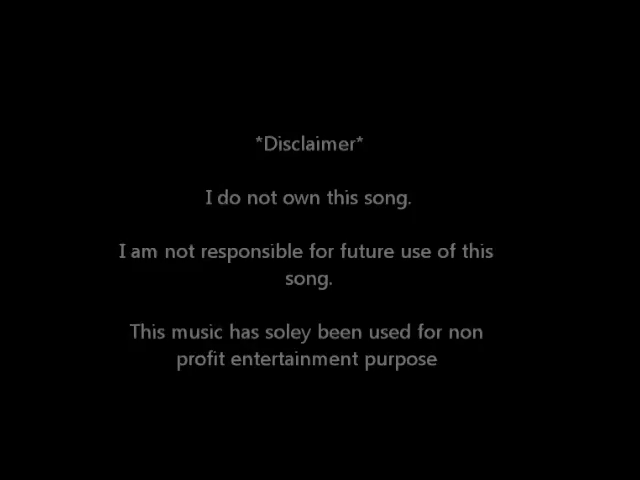 *Disclaimer*
I do not own this song.
I am not responsible for future use of this
song.
This music has soley been used for non
profit entertainment purpose